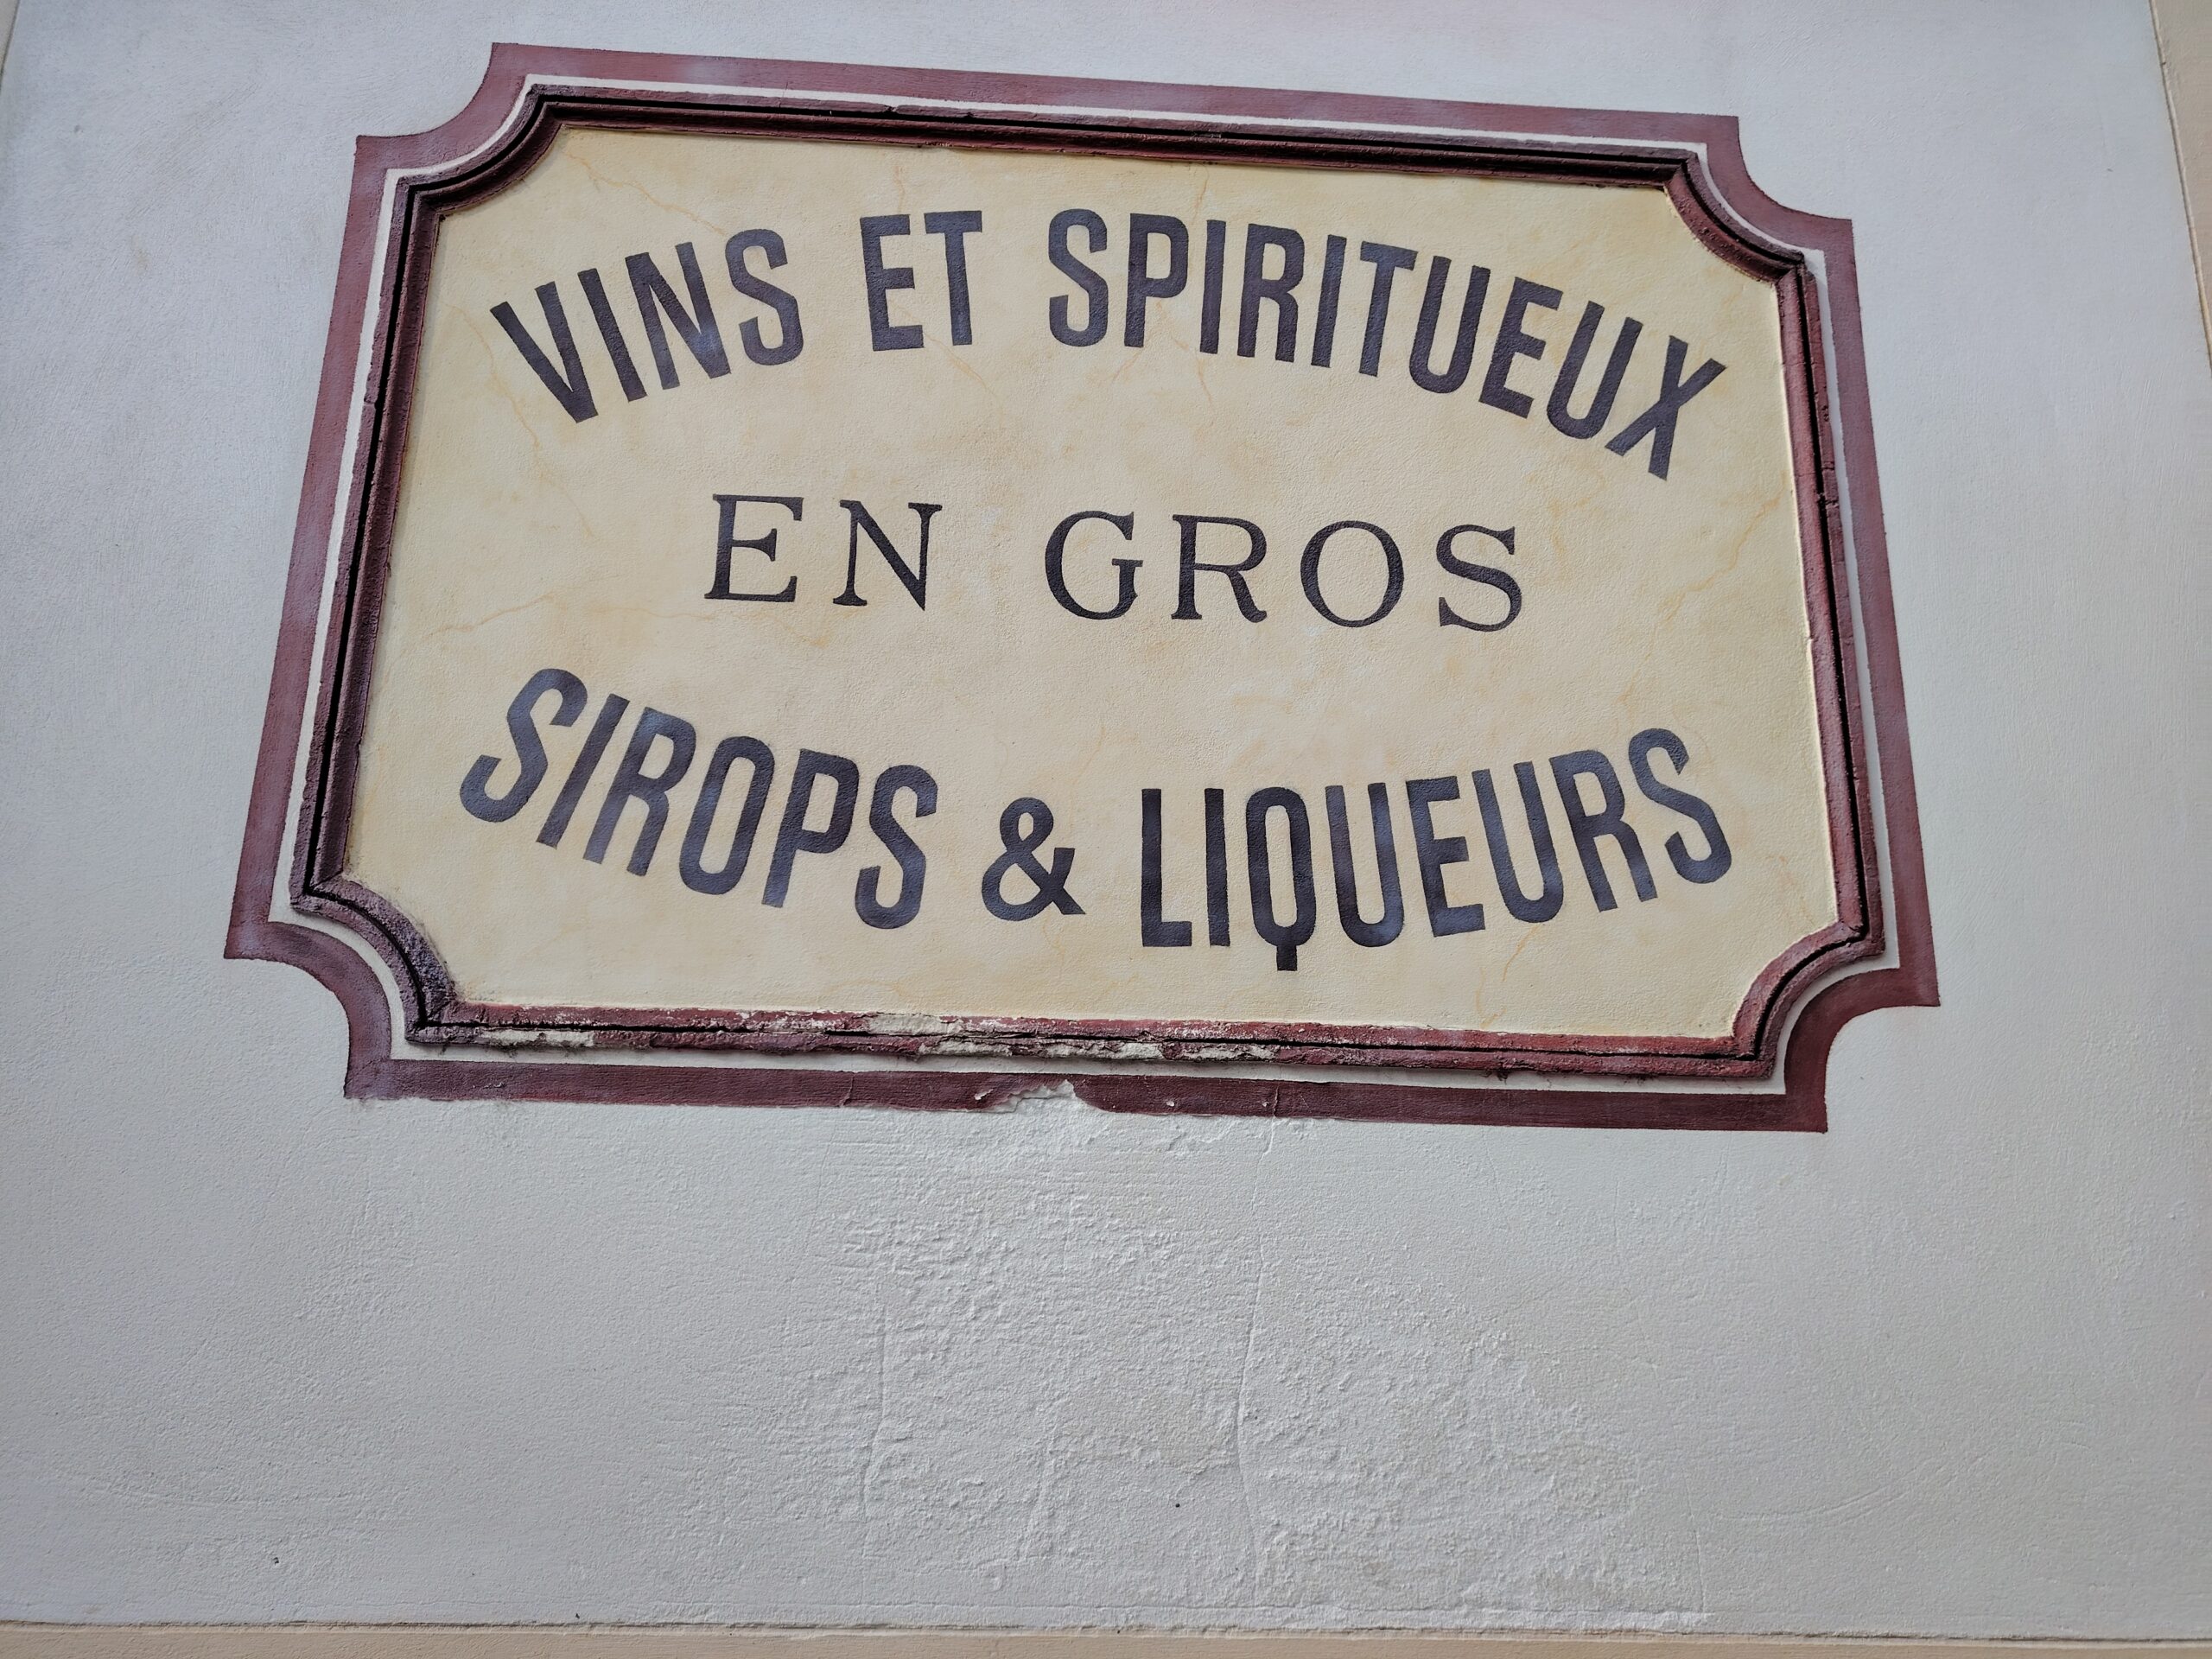 VINS ET SPIRITUEUX
EN GROS
SIROPS & LIQUEURS